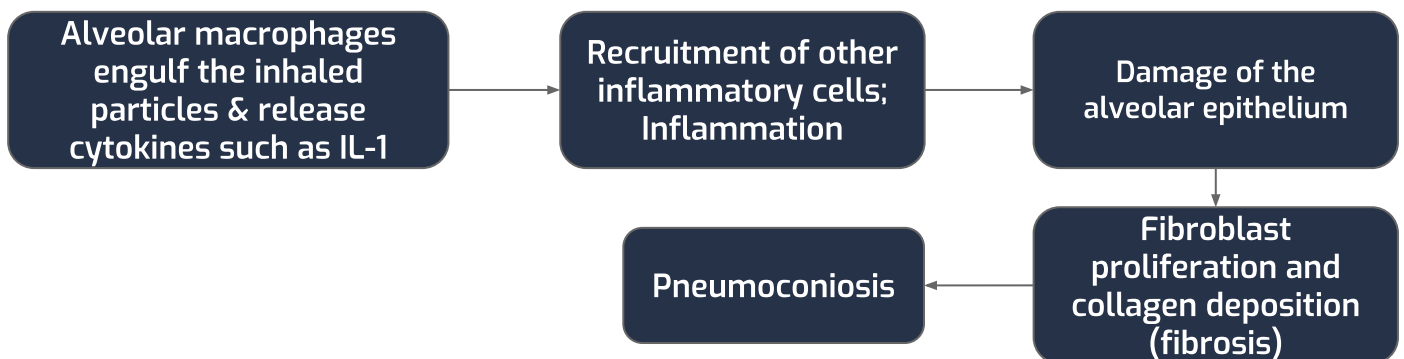 Alveolar macrophages
engulf the inhaled
particles & release
cytokines such as IL-1
Recruitment of other
inflammatory cells;
Inflammation
Damage of the
alveolar epithelium
Fibroblast
proliferation and
collagen deposition
(fibrosis)
Pneumoconiosis